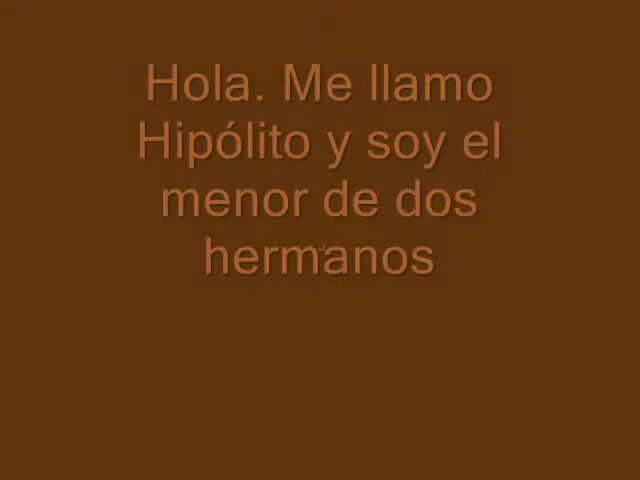 Hola. Me llamo
Hipólito y soy el
menor de dos
hermanos